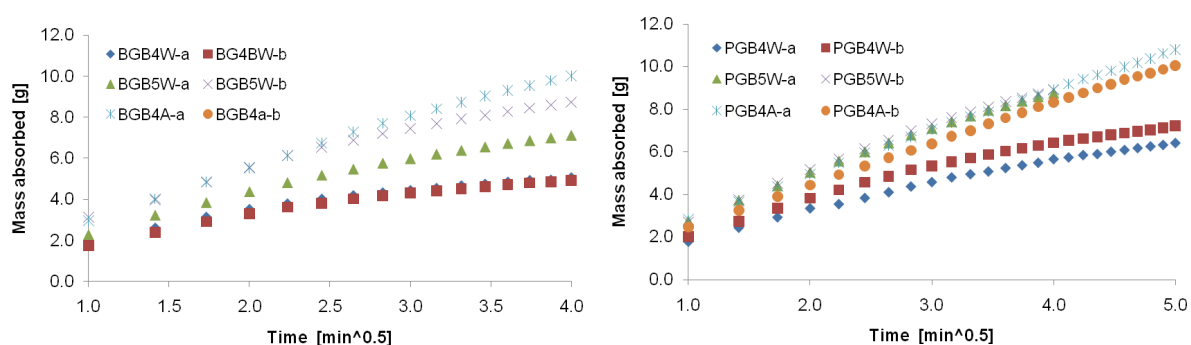 12.0
10.0
8.0
6.0
4.0
2.0
0.0
Mass absorbed [g]
BGB4W-a BG4BW-b
BGB5W-a BGB5W-b
BGB4A-a BGB4a-b
1.0 1.5 2.0 2.5 3.0 3.5 4.0
Time [min^0.5]
12.0
10.0
8.0
6.0
4.0
2.0
0.0
Mass absorbed [g]
PGB4W-a PGB4W-b
PGB5W-a PGB5W-b
PGB4A-a PGB4A-b
1.0 2.0 3.0 4.0 5.0
Time [min^0.5]